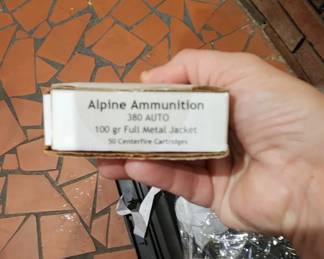 Alpine Ammunition
380 AUTO
100 gr Full Metal Jacket
50 Centerfire Cartridges